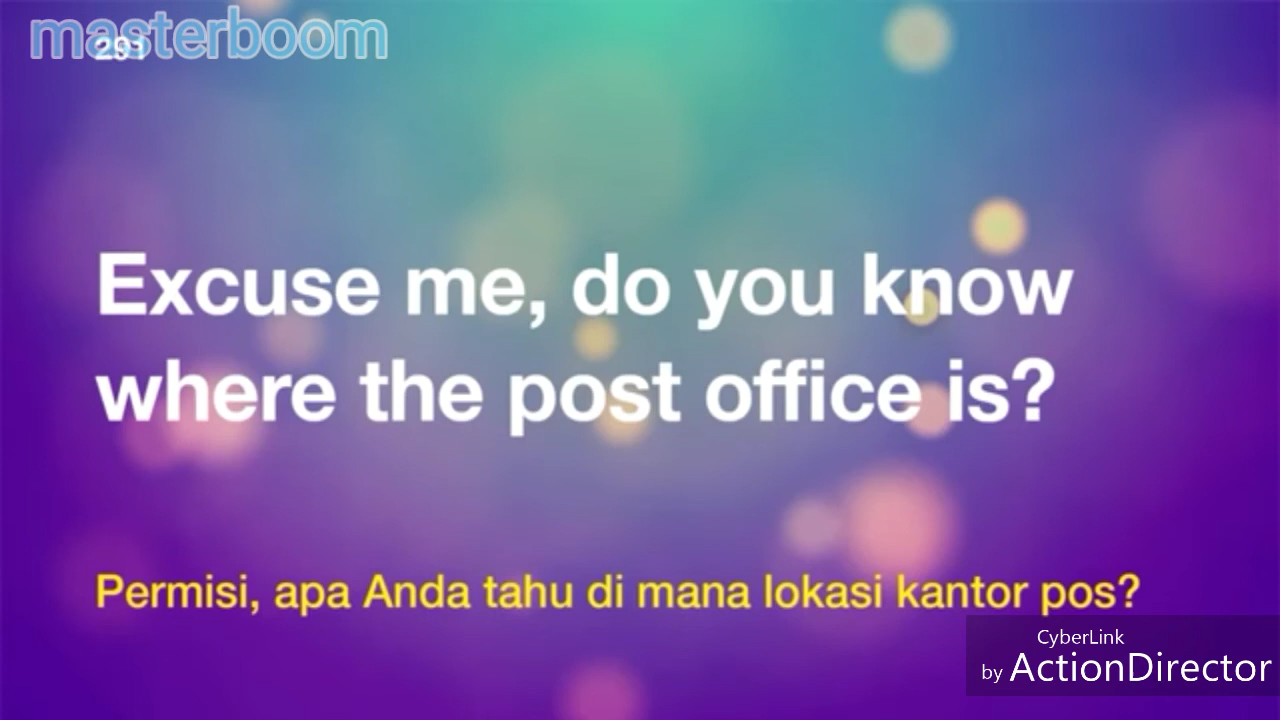 masterboom
291
Excuse me, do you know
where the post office is?
Permisi, apa Anda tahu di mana lokasi kantor pos?
CyberLink
by ActionDirector